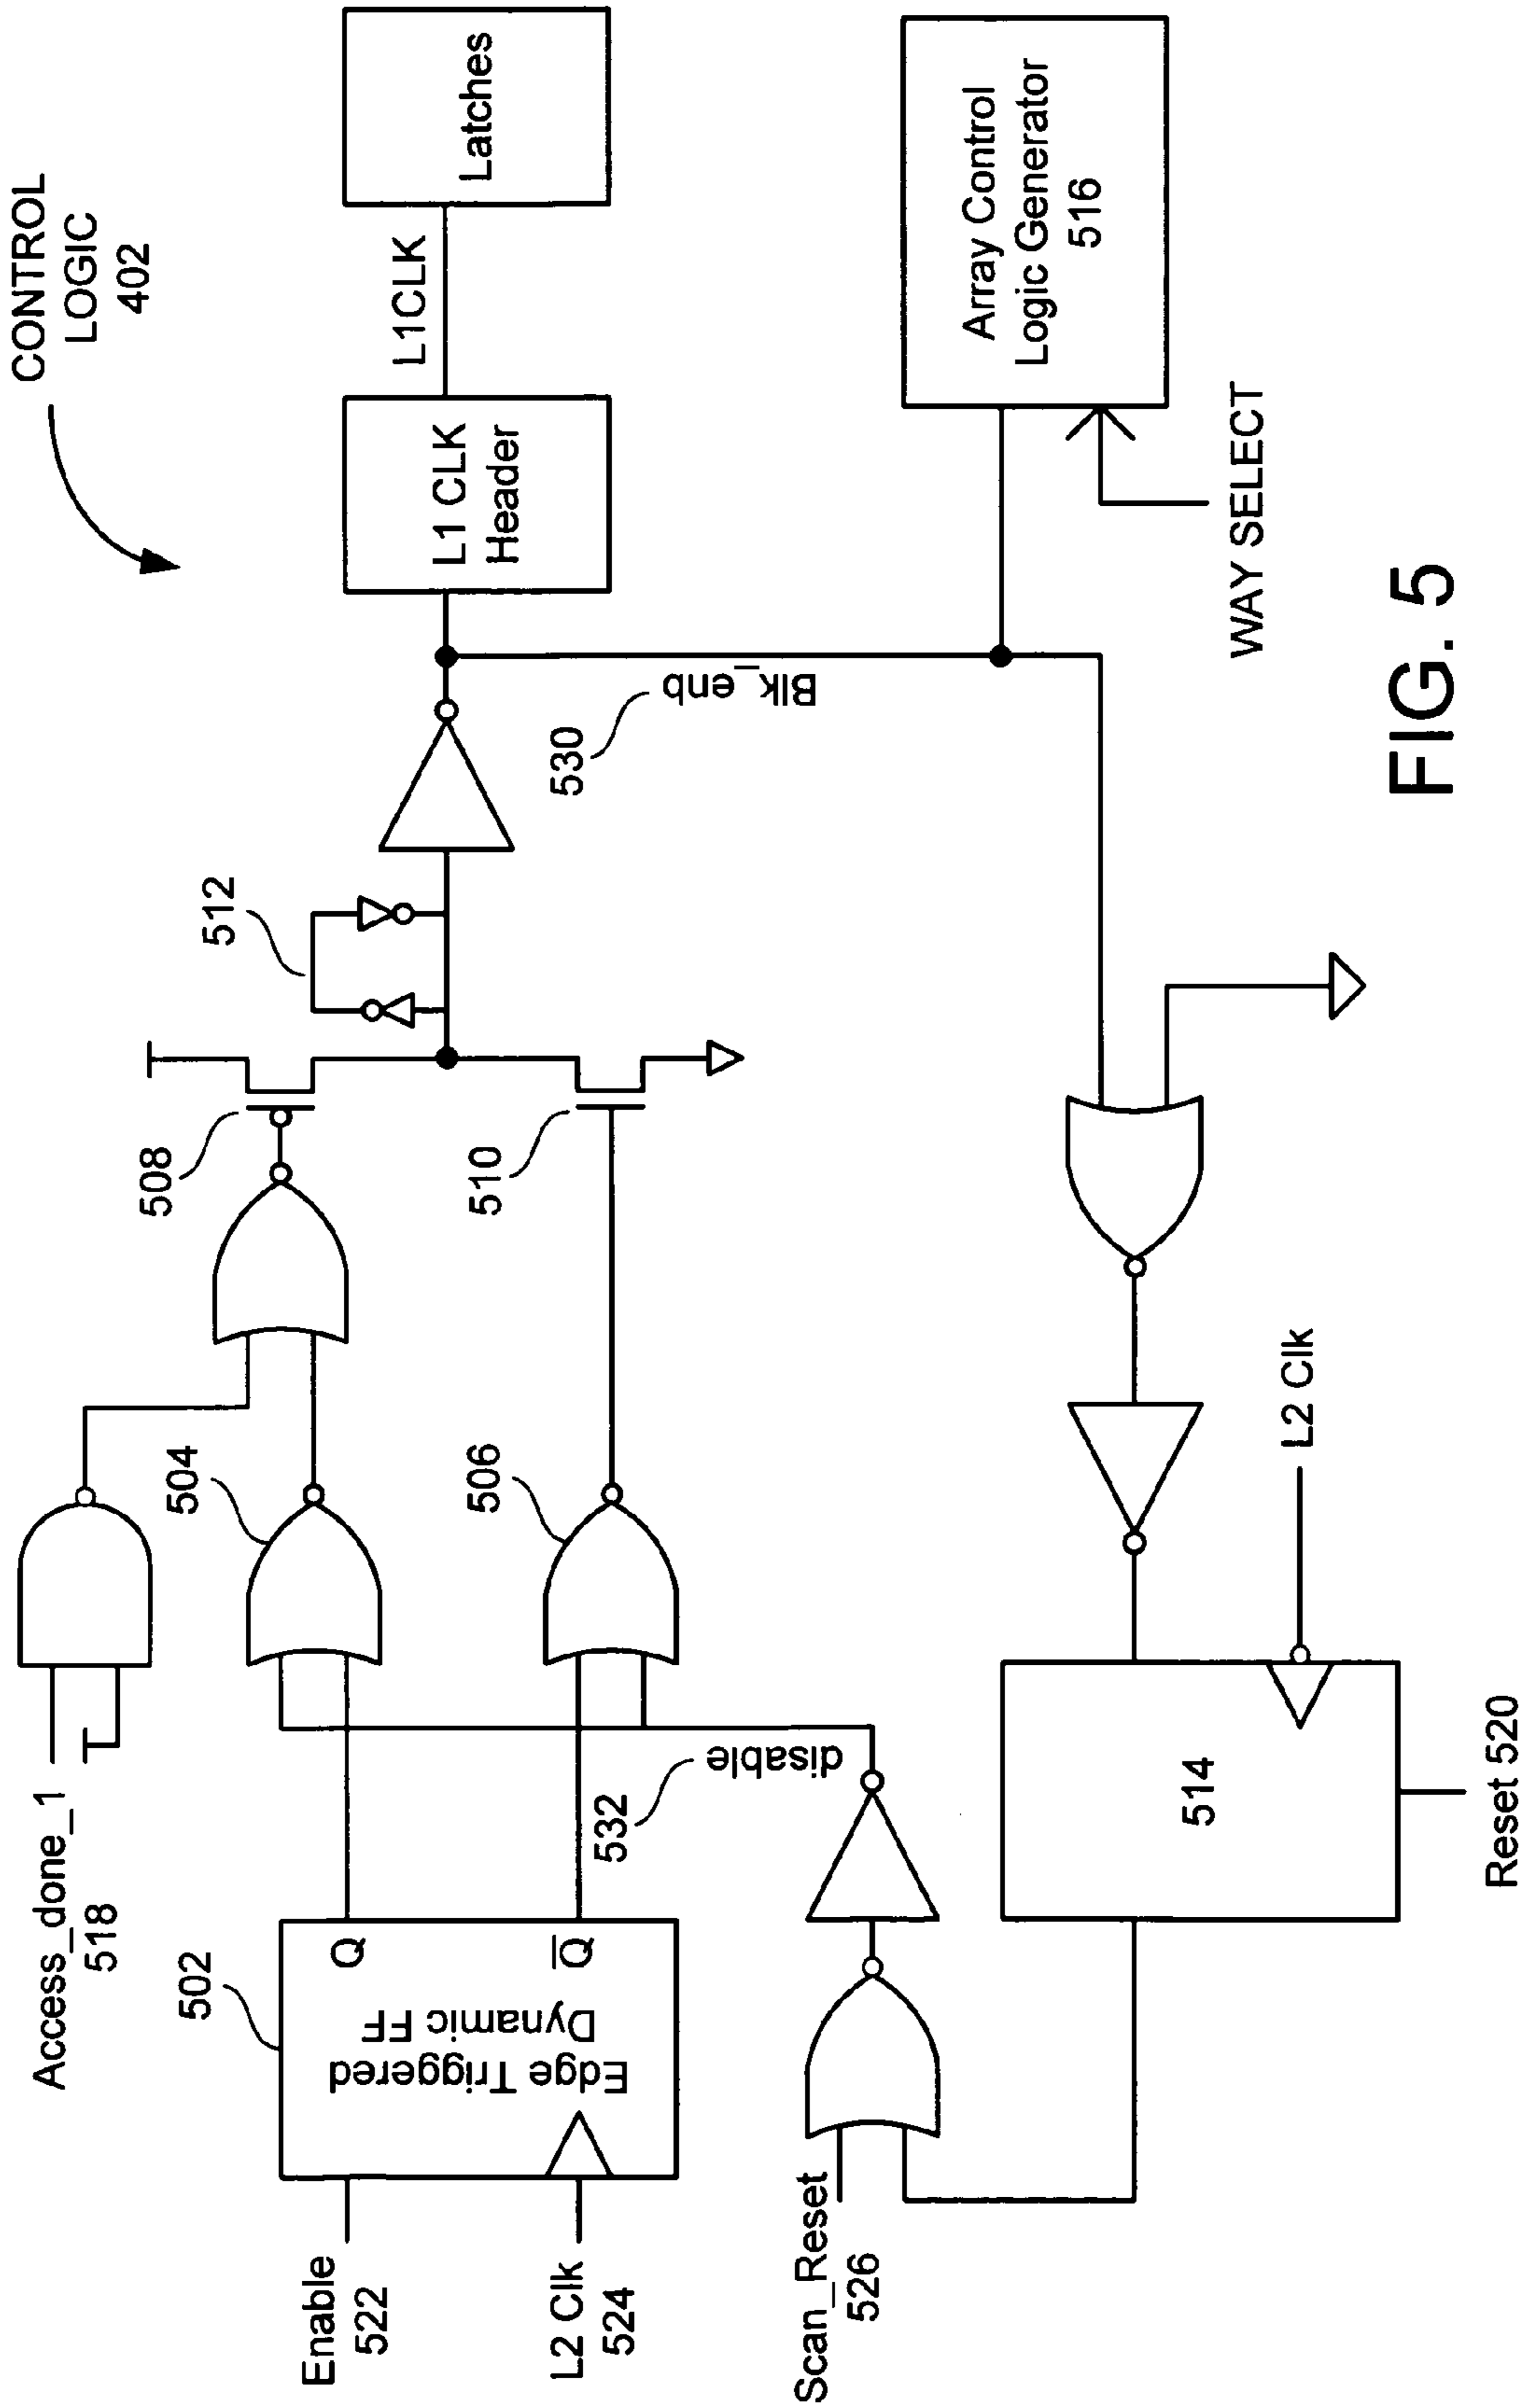 CONTROL
LOGIC
402
Access_done_1
518
502
504
508
512
L1 CLK
Header
L1CLK
Latches
Enable
522
L2 Clk
524
Q
Q
Edge Triggered
Dynamic FF
506
510
530
Blk_enb
532
disable
Scan_Reset
526
514
L2 Clk
Reset 520
Array Control
Logic Generator
516
WAY SELECT
FIG. 5